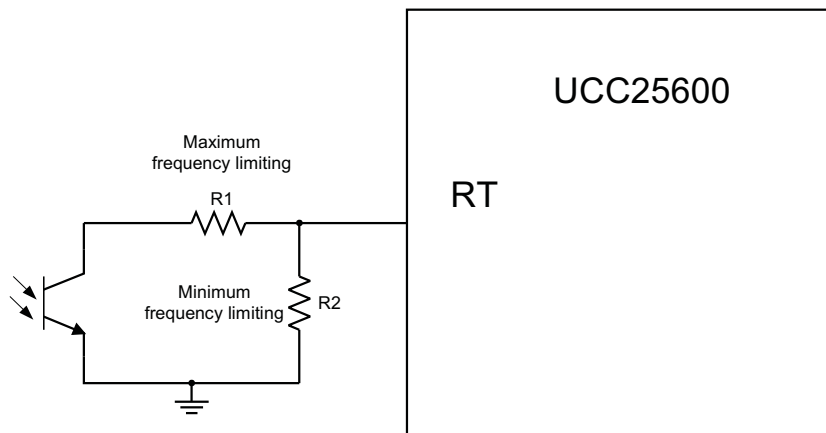 UCC25600
Maximum
frequency limiting
R1
RT
Minimum
frequency limiting
R2